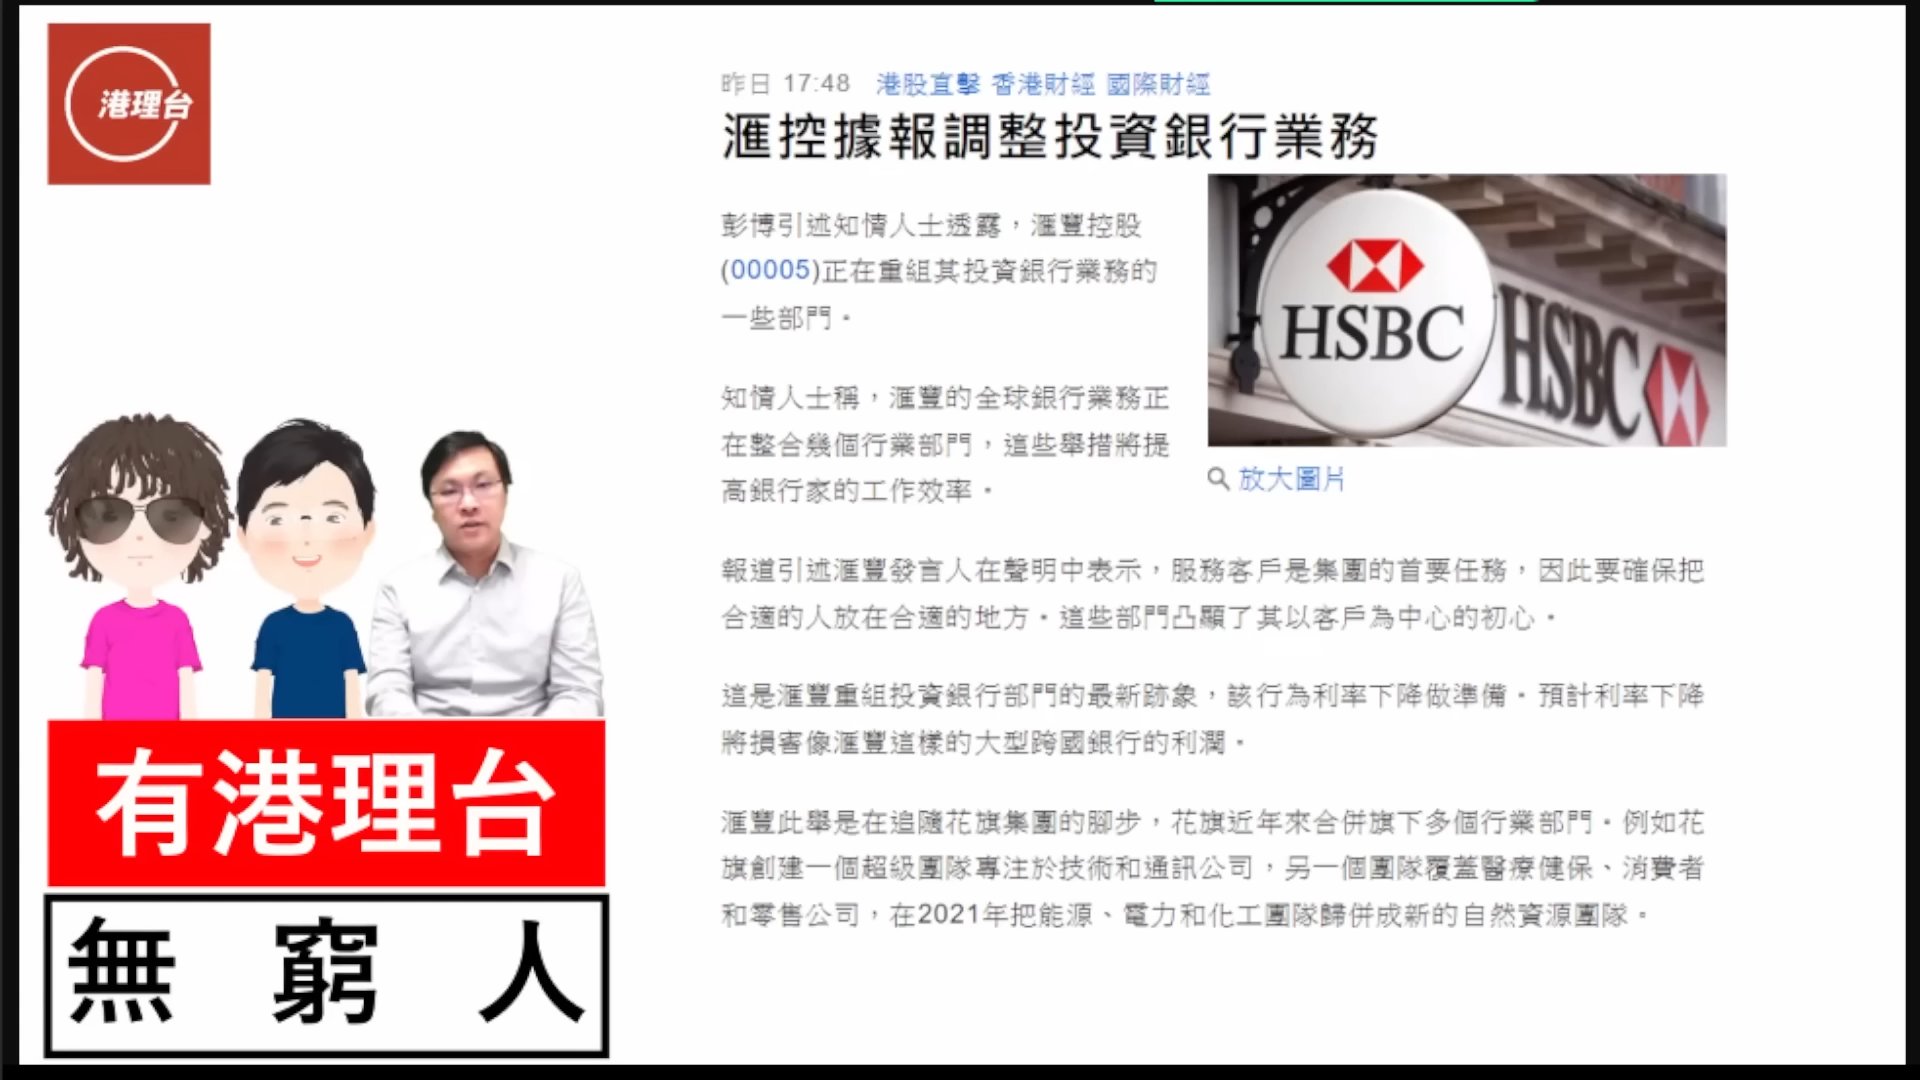 港理台
昨日 17:48 港股直擊 香港財經 國際財經
滙控據報調整投資銀行業務
彭博引述知情人士透露，滙豐控股
(00005)正在重組其投資銀行業務的
一些部門。
HSBC
HSBC
放大圖片
知情人士稱，滙豐的全球銀行業務正
在整合幾個行業部門，這些舉措將提
高銀行家的工作效率。
報道引述滙豐發言人在聲明中表示，服務客戶是集團的首要任務，因此要確保把
合適的人放在合適的地方。這些部門凸顯了其以客戶為中心的初心。
這是滙豐重組投資銀行部門的最新跡象，該行為利率下降做準備。預計利率下降
將損害像滙豐這樣的大型跨國銀行的利潤。
滙豐此舉是在追隨花旗集團的腳步，花旗近年來合併旗下多個行業部門。例如花
旗創建一個超級團隊專注於技術和通訊公司，另一個團隊覆蓋醫療健保、消費者
和零售公司，在2021年把能源、電力和化工團隊歸併成新的自然資源團隊。
有港理台
無窮人